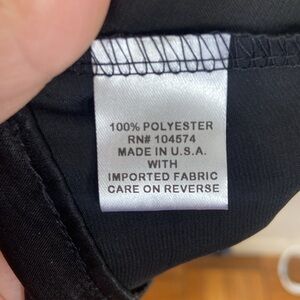 100% POLYESTER
RN# 104574
MADE IN U.S.A.
WITH
IMPORTED FABRIC
CARE ON REVERSE